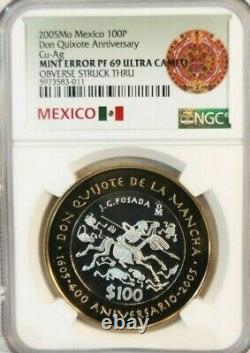 2005Mo Mexico 100P
Don Quixote Anniversary
Cu-Ag
MINT ERROR PF 69 ULTRA CAMEO
OBVERSE STRUCK THRU
5973583-011
MEXICO
NGC
DON QUIJOTE DE LA MANCHA
J.G. POSADA
Mo
$100
1605-400 ANIVERSARIO-2005